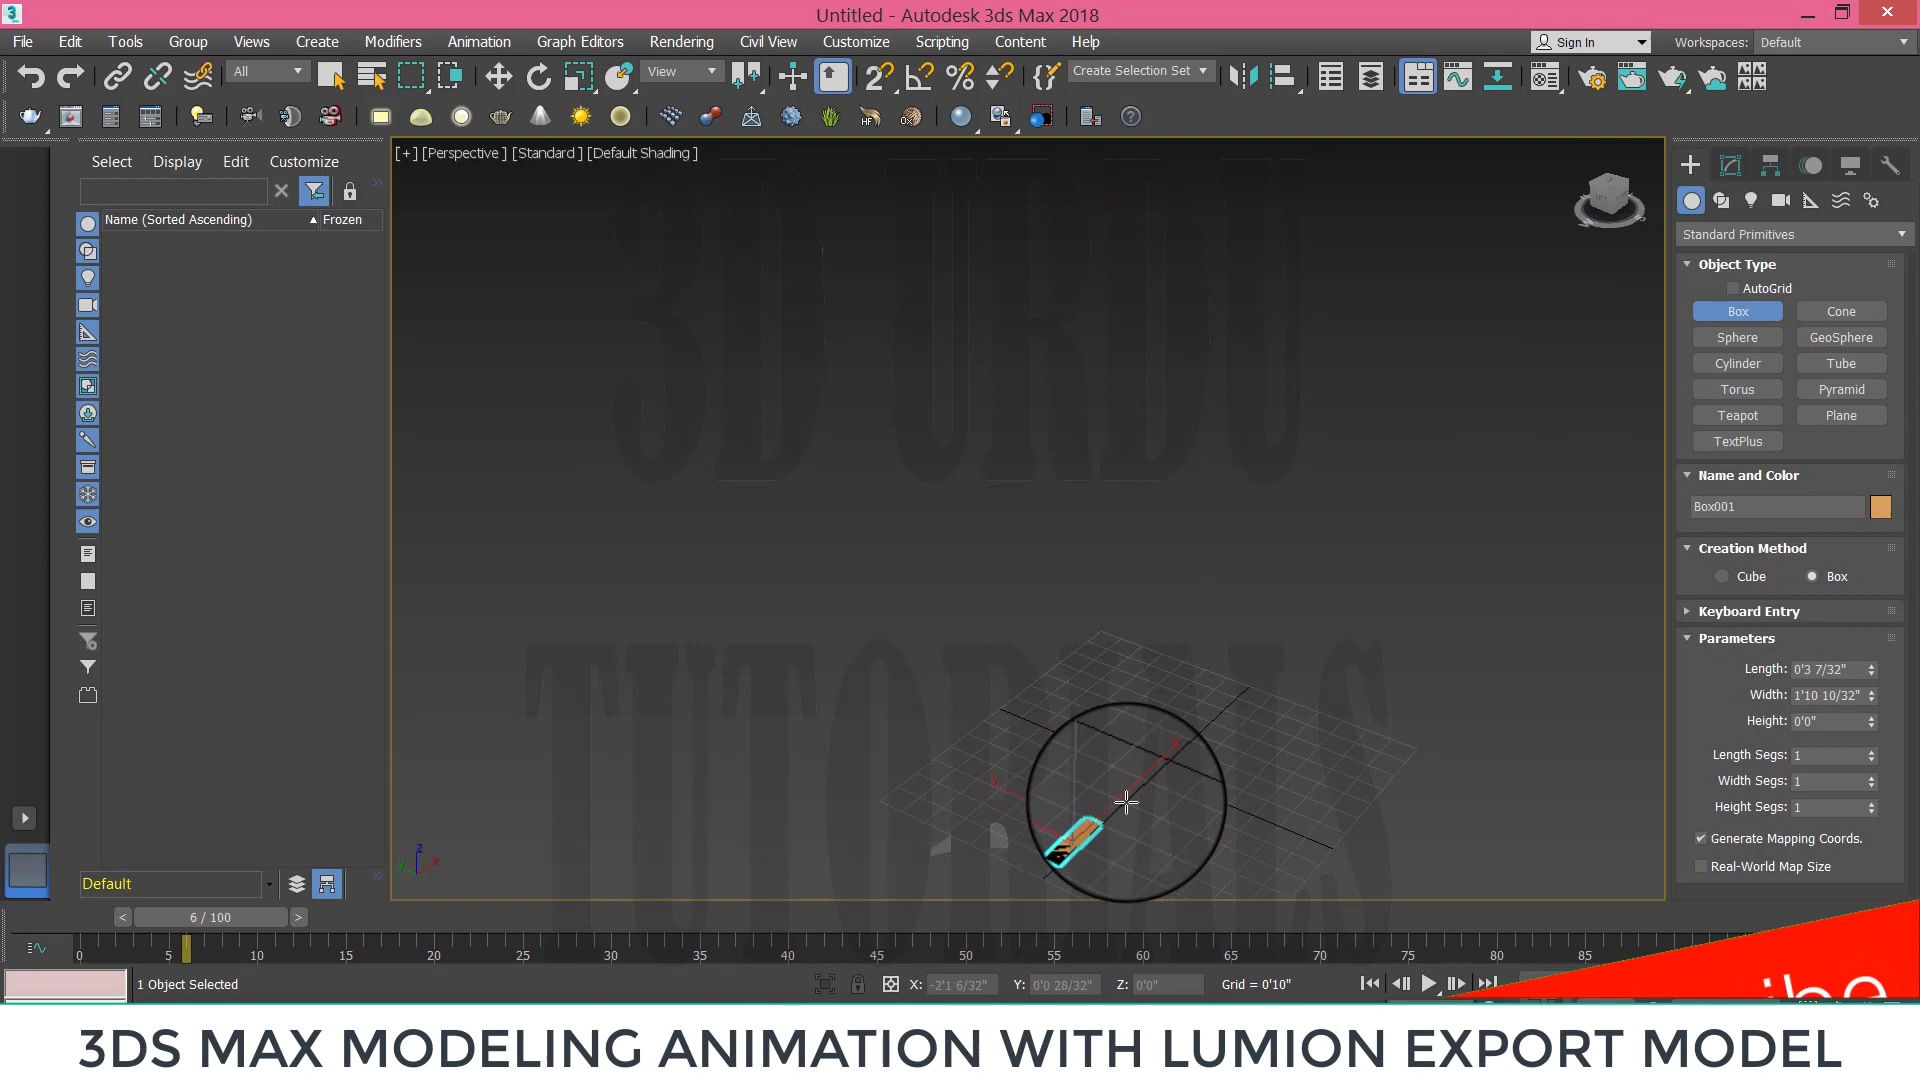 Untitled - Autodesk 3ds Max 2018
File Edit Tools Group Views Create Modifiers Animation Graph Editors Rendering Civil View Customize Scripting Content Help Sign In Workspaces: Default
All View Create Selection Set
HF
[+] [Perspective ] [Standard ] [Default Shading ]
Select Display Edit Customize
Name (Sorted Ascending) Frozen
Standard Primitives
Object Type
AutoGrid
Box Cone
Sphere GeoSphere
Cylinder Tube
Torus Pyramid
Teapot Plane
TextPlus
Name and Color
Box001
Creation Method
Cube Box
Keyboard Entry
Parameters
Length: 0'3 7/32"
Width: 1'10 10/32"
Height: 0'0"
Length Segs: 1
Width Segs: 1
Height Segs: 1
Generate Mapping Coords.
Real-World Map Size
3D URDU
TUTORIALS
z
x
Default
< 6 / 100 >
0 5 10 15 20 25 30 35 40 45 50 55 60 65 70 75 80 85
1 Object Selected X: -2'1 6/32" Y: 0'0 28/32" Z: 0'0" Grid = 0'10"
3DS MAX MODELING ANIMATION WITH LUMION EXPORT MODEL